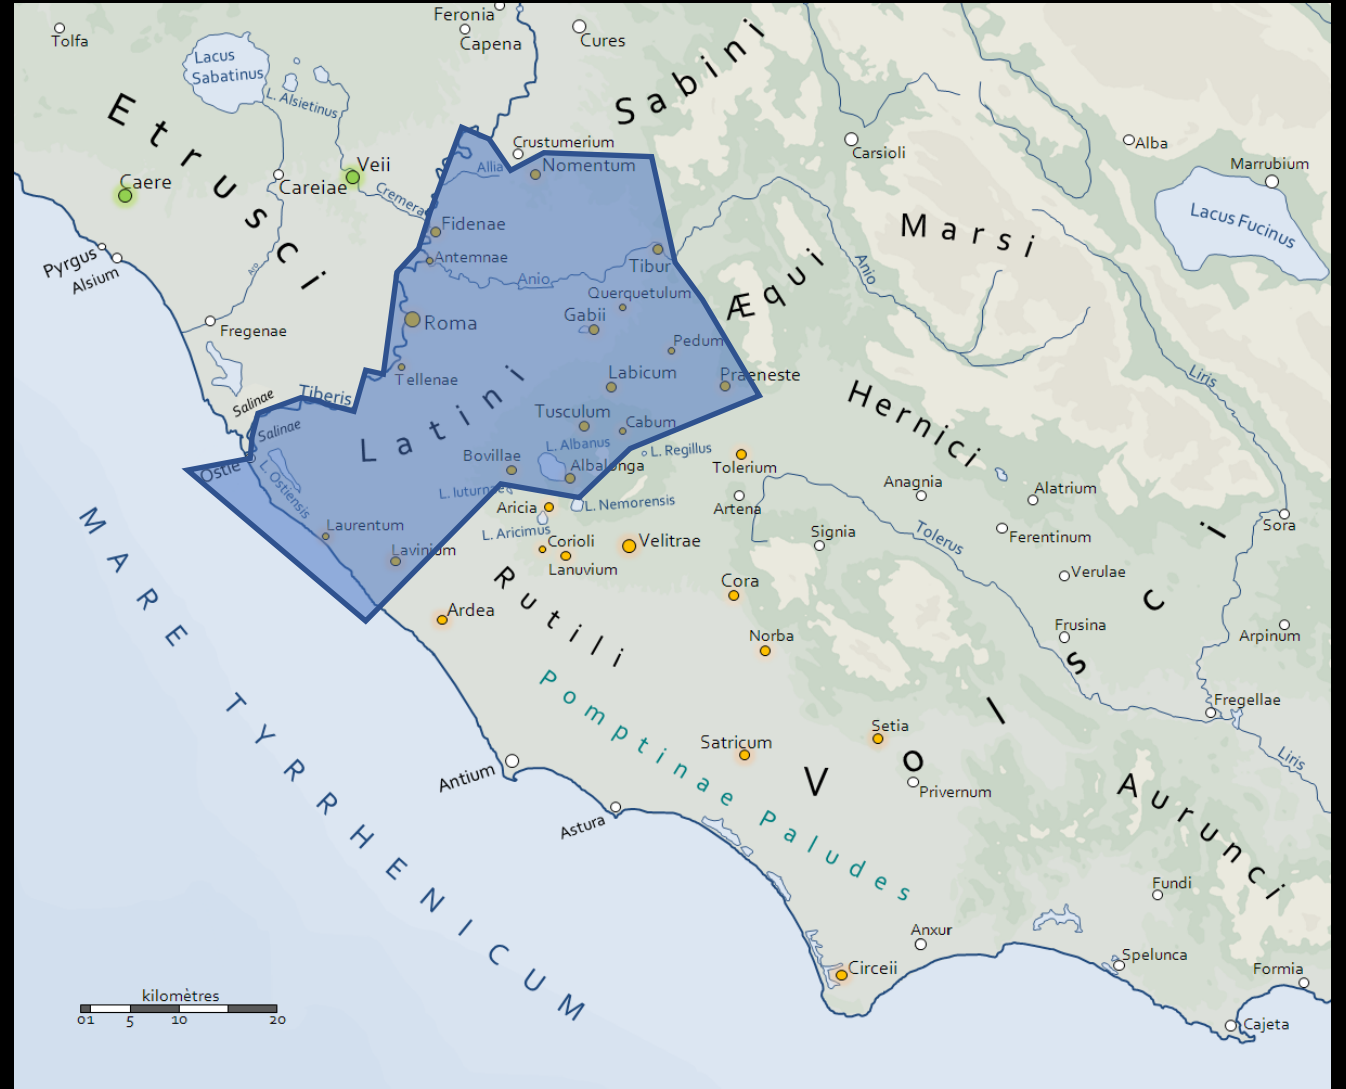 Feronia
Tolfa
Capena
Cures
Sabini
Lacus
Sabatinus
L. Alsietinus
Etrusci
Crustumerium
Carsioli
Alba
Marrubium
Veii
Allia
Nomentum
Caere
Careiae
Cremera
Lacus Fucinus
Fidenae
Marsi
Pyrgus
Antemnae
Tibur
Alsium
Aro
Anio
Anio
Æqui
Querquetulum
Gabii
Fregenae
Roma
Pedum
Labicum
Praeneste
Tellenae
Liris
Tiberis
Salinae
Salinae
Latini
Hernici
Tusculum
Cabum
L. Albanus
L. Regillus
Bovillae
Albalonga
Tolerium
Ostie
L. Ostiensis
L. Iuturnae
Anagnia
Alatrium
L. Nemorensis
Aricia
Artena
L. Aricimus
Signia
Tolerus
Ferentinum
Sora
Laurentum
Lavinium
Corioli
Velitrae
Lanuvium
Cora
Verulae
Rutili
Ardea
Norba
Frusina
Arpinum
Volsci
Pomptinae Paludes
Fregellae
Setia
Satricum
Antium
Privernum
Liris
Aurunci
Astura
Fundi
MARE TYRRHENICUM
Anxur
Circeii
Spelunca
Formia
Cajeta
kilomètres
01 5 10 20